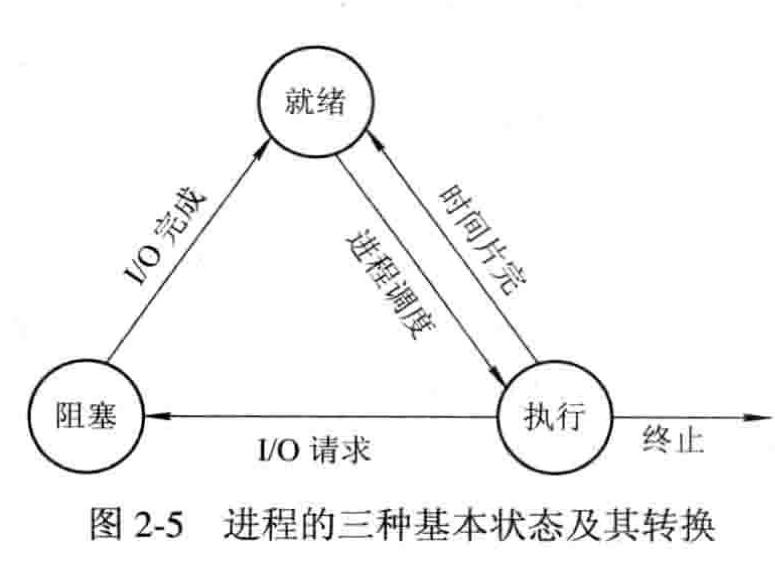 就绪
I/O 完成
时间片完
进程调度
阻塞
执行
I/O 请求
终止
图 2-5 进程的三种基本状态及其转换